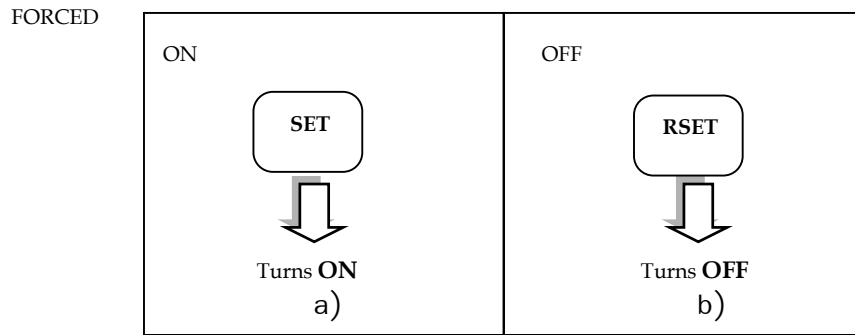 FORCED
ON
SET
Turns ON
a)
OFF
RSET
Turns OFF
b)